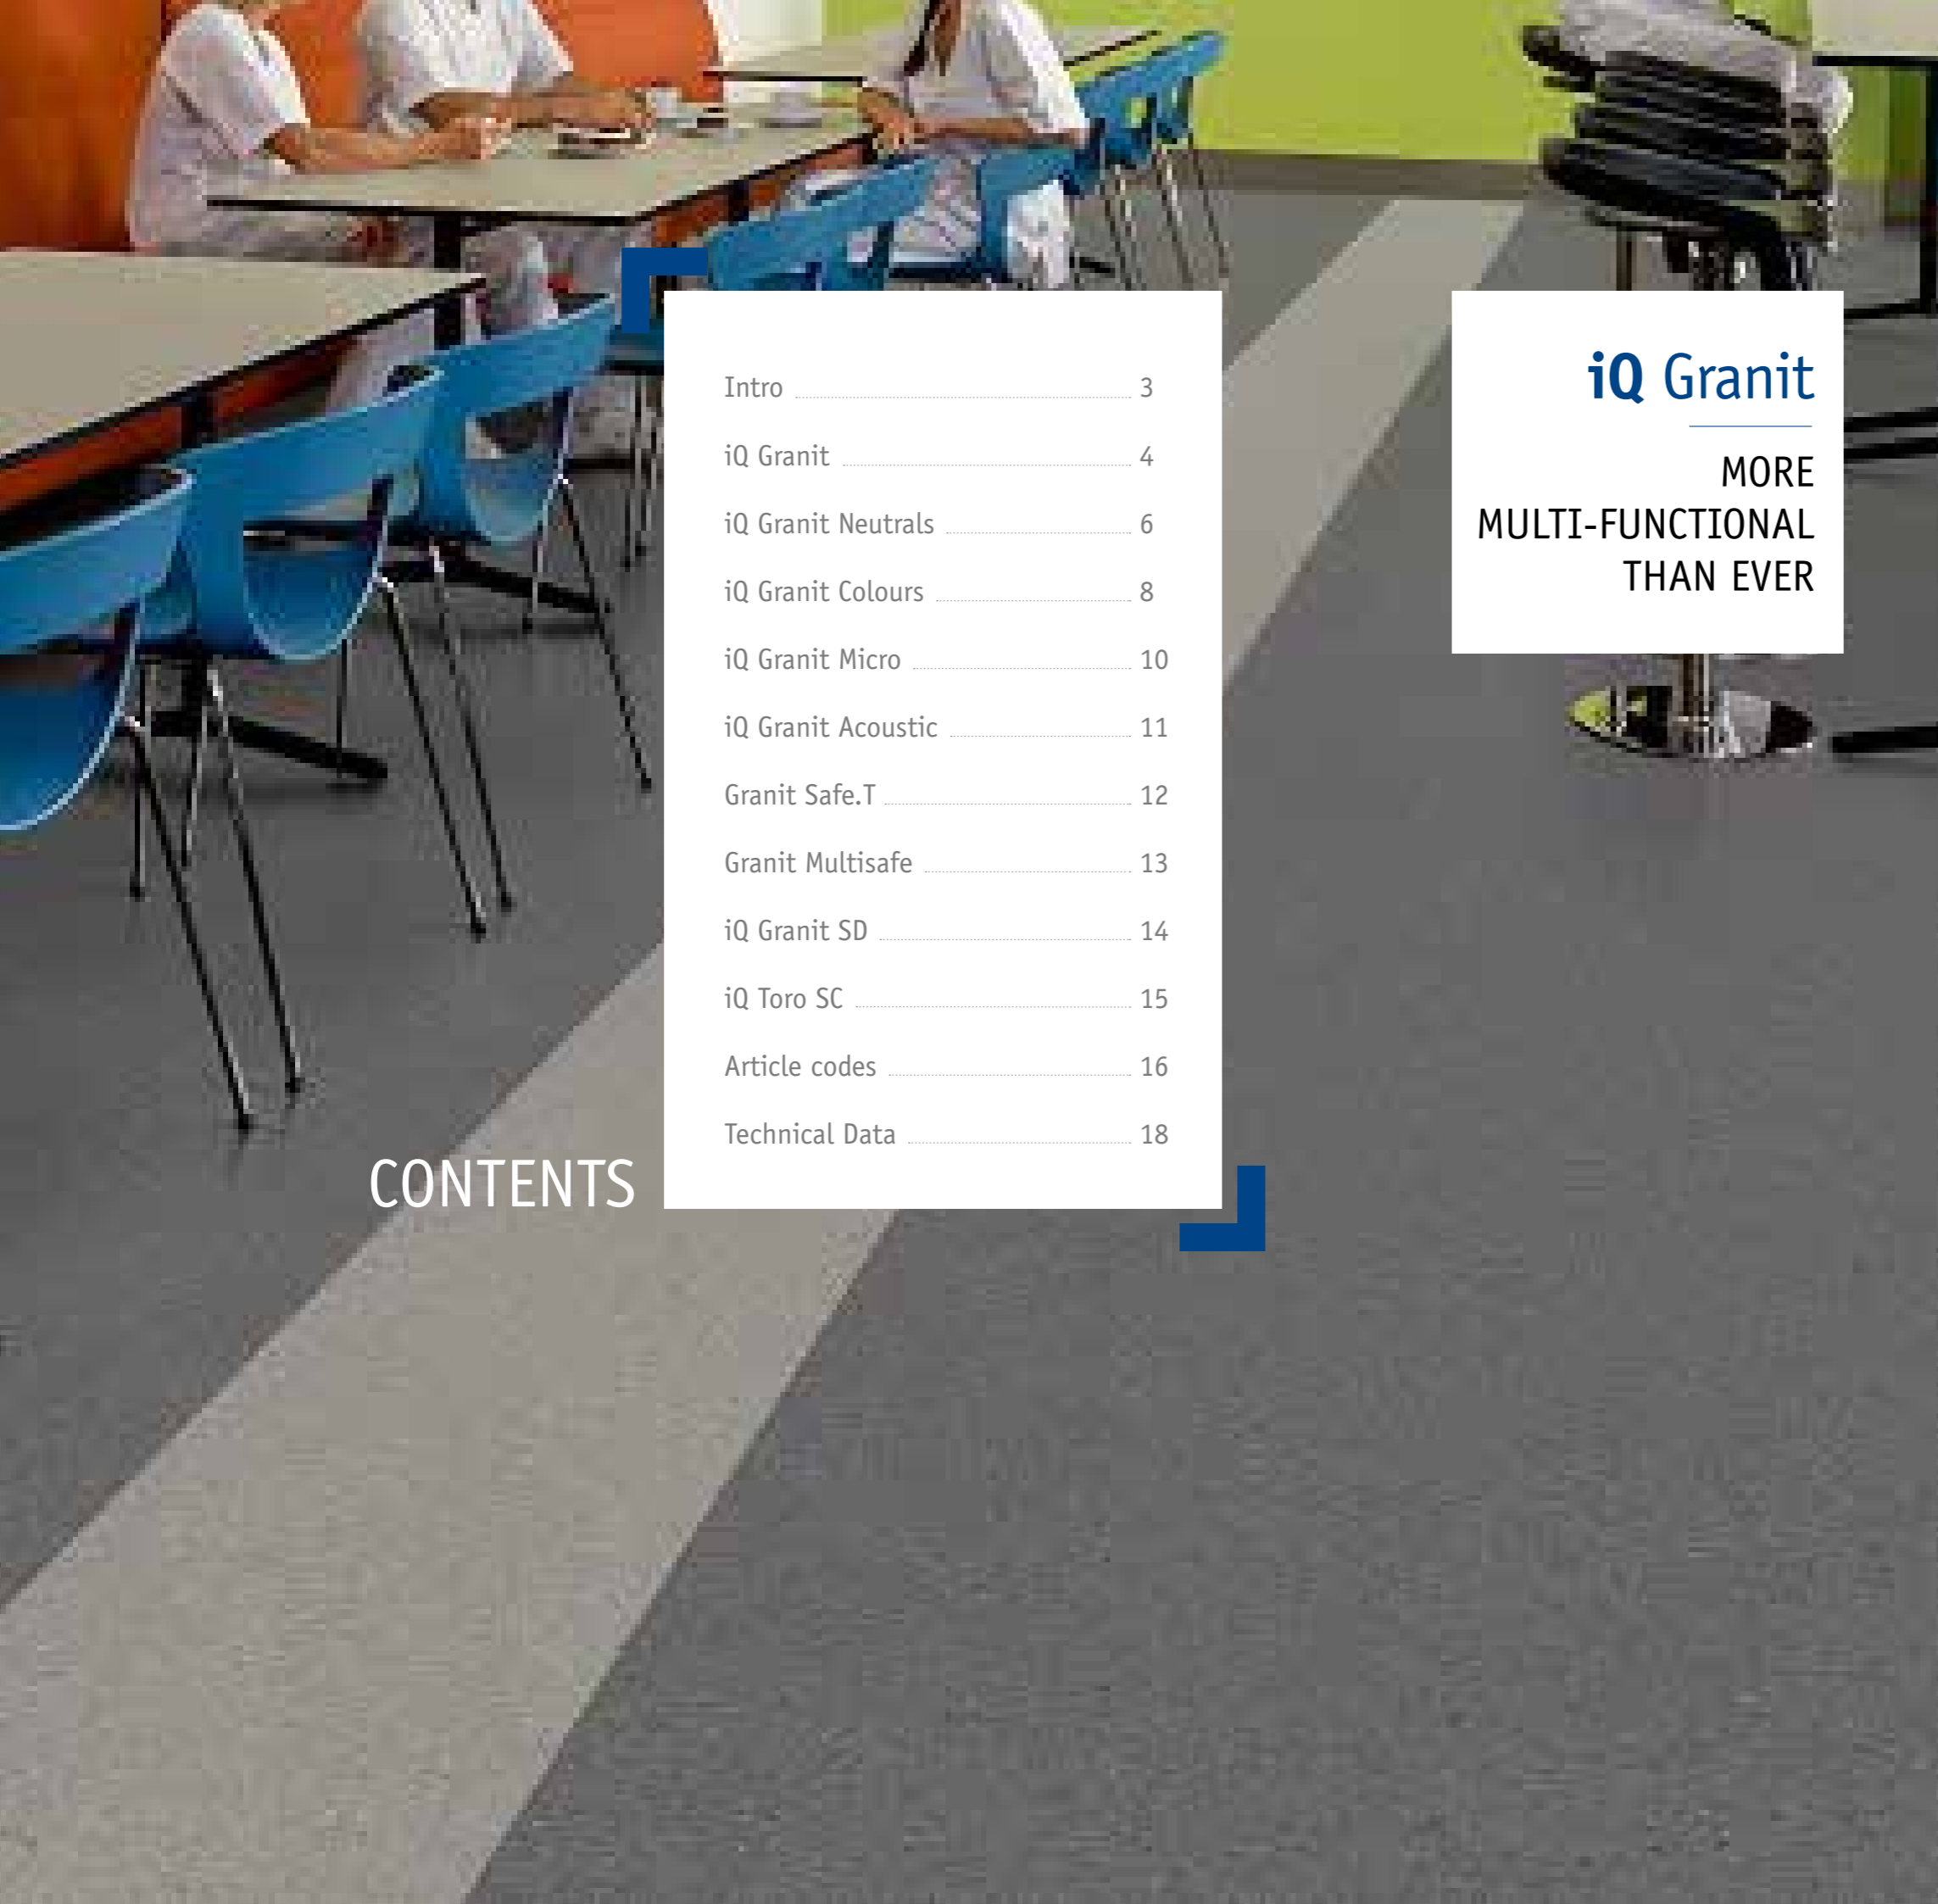 Intro 3
iQ Granit 4
iQ Granit Neutrals 6
iQ Granit Colours 8
iQ Granit Micro 10
iQ Granit Acoustic 11
Granit Safe.T 12
Granit Multisafe 13
iQ Granit SD 14
iQ Toro SC 15
Article codes 16
Technical Data 18
CONTENTS
iQ Granit
MORE
MULTI-FUNCTIONAL
THAN EVER